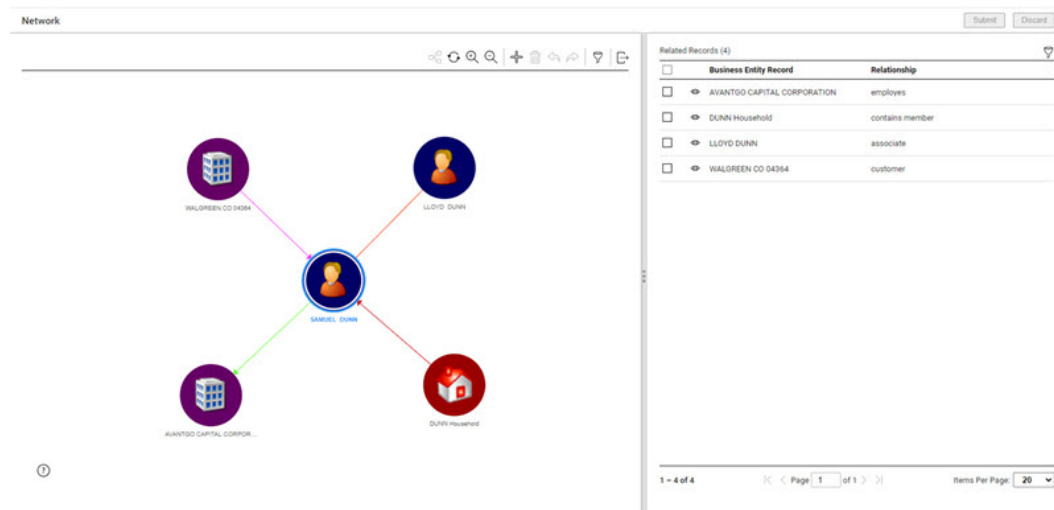 Network
Submit Discard
Related Records (4)
Business Entity Record Relationship
AVANTGO CAPITAL CORPORATION employes
DUNN Household contains member
LLOYD DUNN associate
WALGREEN CO 04364 customer
WALGREEN CO 04364
LLOYD DUNN
SAMUEL DUNN
AVANTGO CAPITAL CORPOR...
DUNN Household
?
1 - 4 of 4 Page 1 of 1 Items Per Page: 20